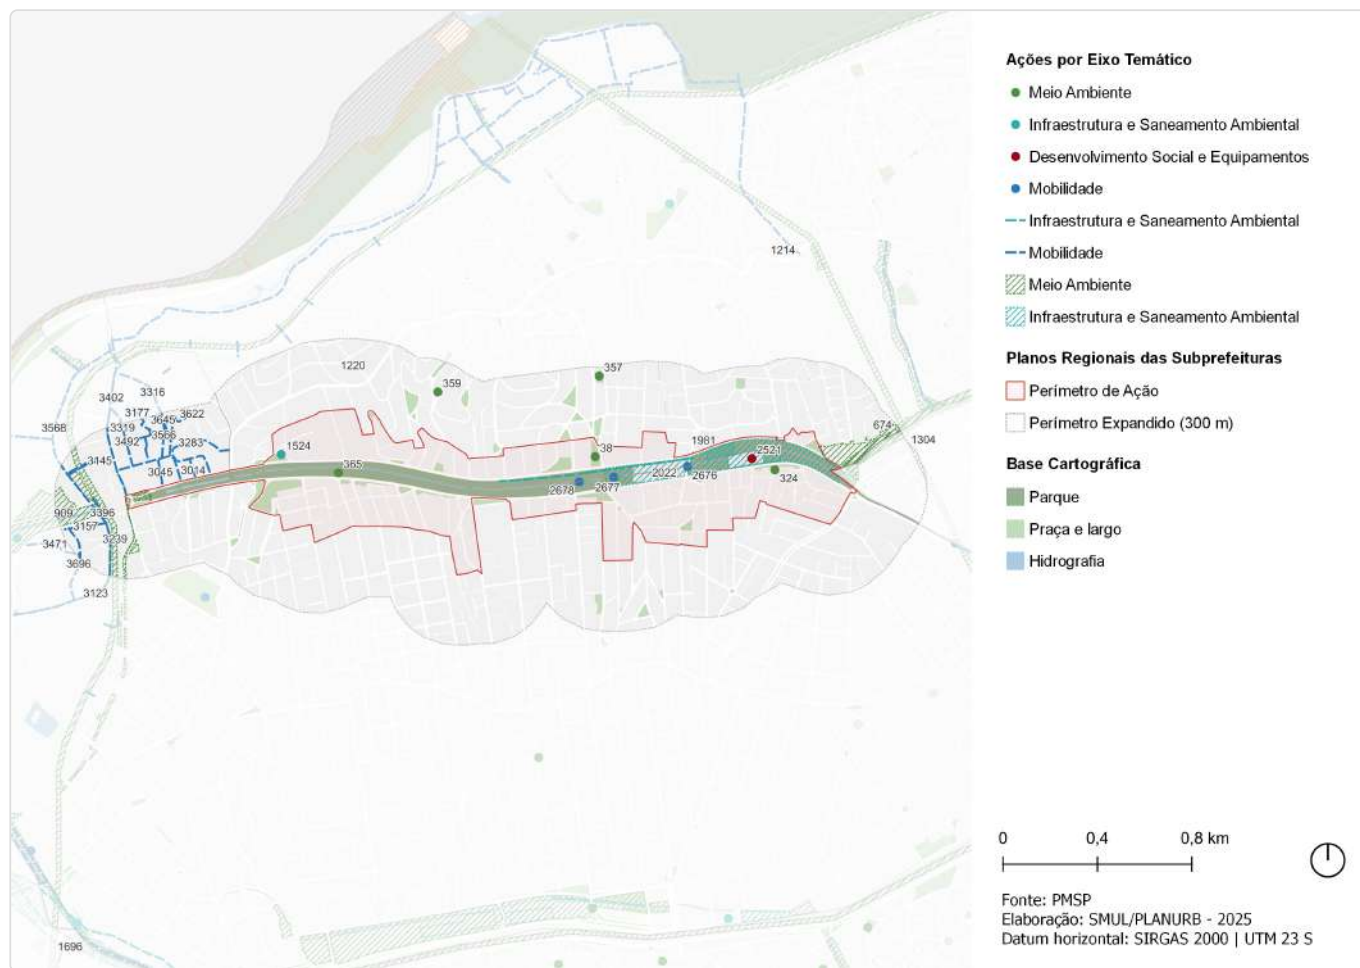 1214
1220
359
357
3402
3316
3177
3645
3622
3568
3319
3492
3566
3283
3445
3045
3014
1524
365
38
1981
2521
674
1304
2022
2676
2678
2677
324
909
3396
3157
3239
3471
3696
3123
1696
Ações por Eixo Temático
Meio Ambiente
Infraestrutura e Saneamento Ambiental
Desenvolvimento Social e Equipamentos
Mobilidade
Infraestrutura e Saneamento Ambiental
Mobilidade
Meio Ambiente
Infraestrutura e Saneamento Ambiental
Planos Regionais das Subprefeituras
Perímetro de Ação
Perímetro Expandido (300 m)
Base Cartográfica
Parque
Praça e largo
Hidrografia
0 0,4 0,8 km
Fonte: PMSP
Elaboração: SMUL/PLANURB - 2025
Datum horizontal: SIRGAS 2000 | UTM 23 S